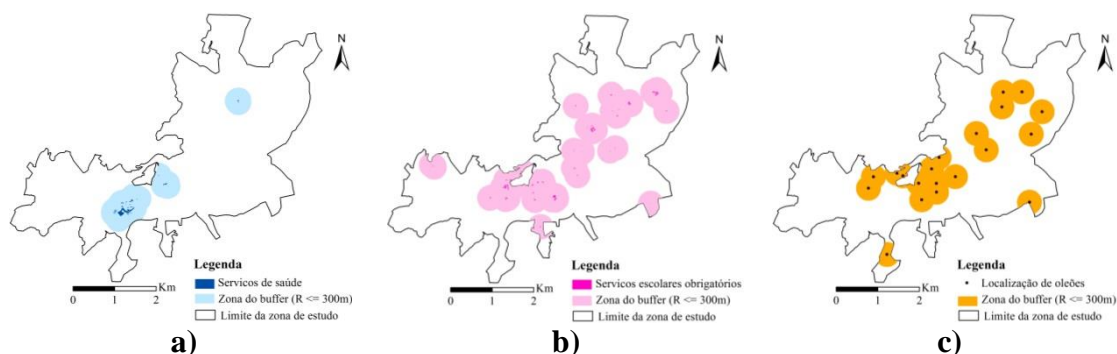 N
Legenda
Servicos de saúde
Zona do buffer (R <= 300m)
Limite da zona de estudo
0 1 2 Km
a)
N
Legenda
Servicos escolares obrigatórios
Zona do buffer (R <= 300m)
Limite da zona de estudo
0 1 2 Km
b)
N
Legenda
Localização de oleões
Zona do buffer (R <= 300m)
Limite da zona de estudo
0 1 2 Km
c)